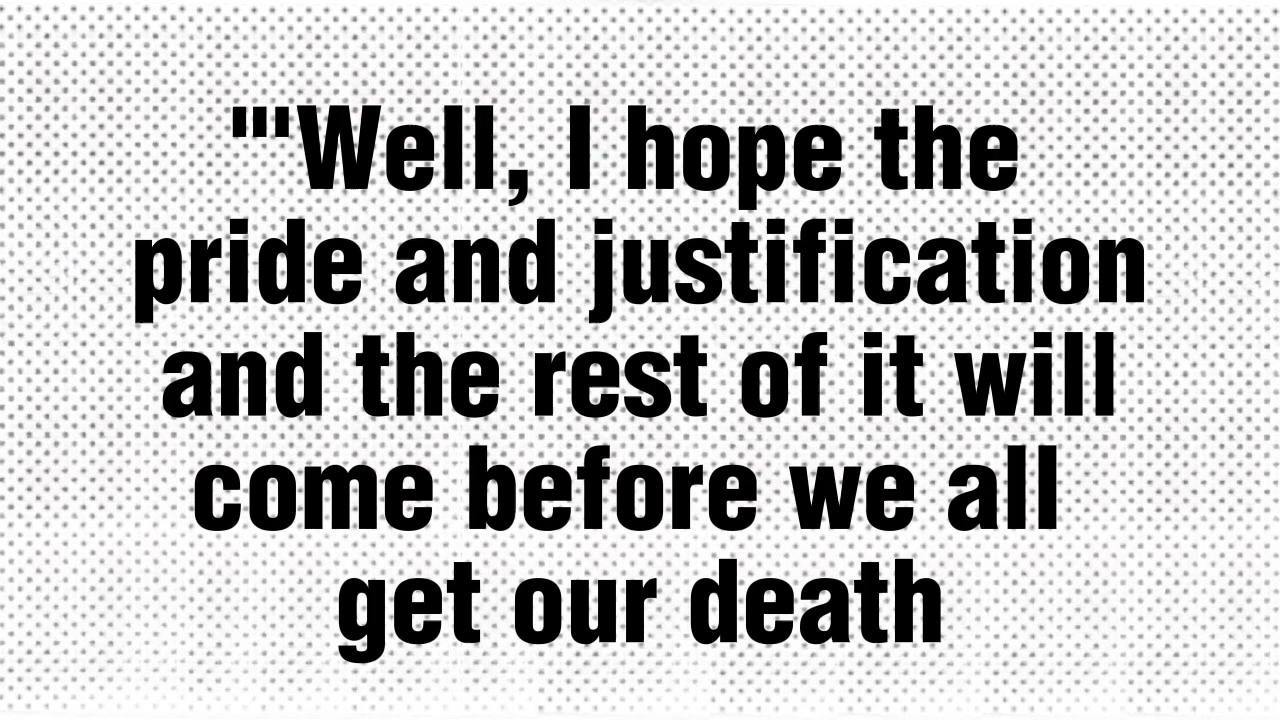 "'Well, I hope the
pride and justification
and the rest of it will
come before we all
get our death